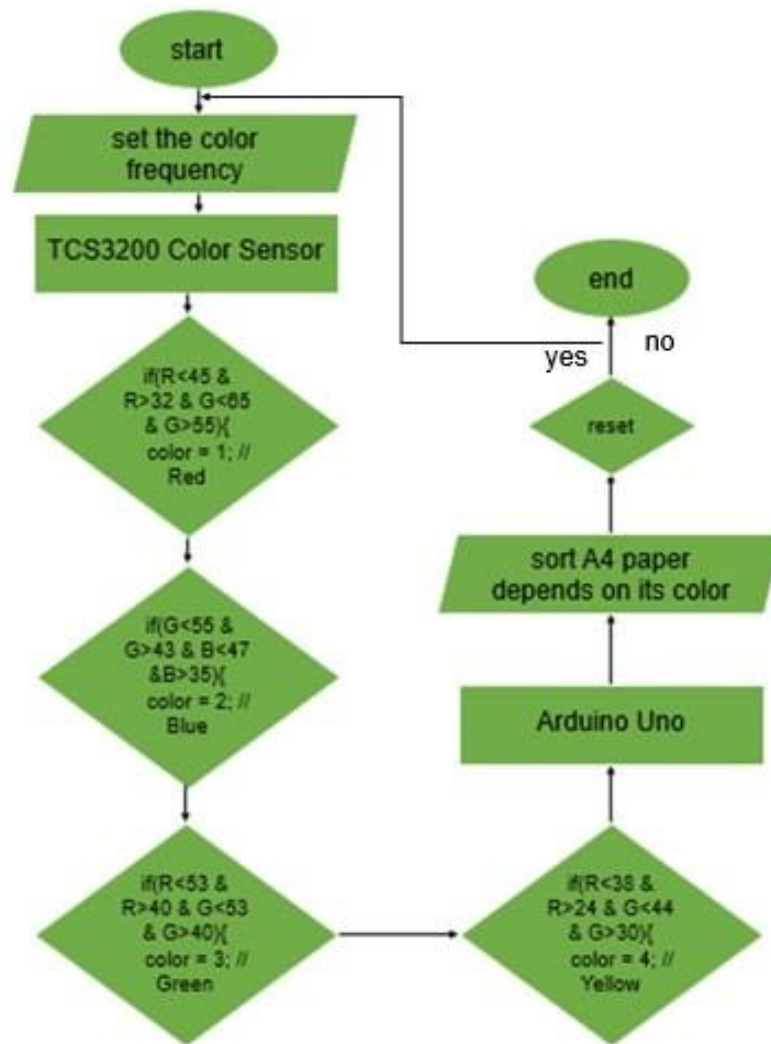 start
set the color
frequency
TCS3200 Color Sensor
if(R<45 &
R>32 & G<65
& G>55){
color = 1; //
Red
if(G<55 &
G>43 & B<47
&B>35){
color = 2; //
Blue
if(R<53 &
R>40 & G<53
& G>40){
color = 3; //
Green
if(R<38 &
R>24 & G<44
& G>30){
color = 4; //
Yellow
Arduino Uno
sort A4 paper
depends on its color
reset
yes
no
end